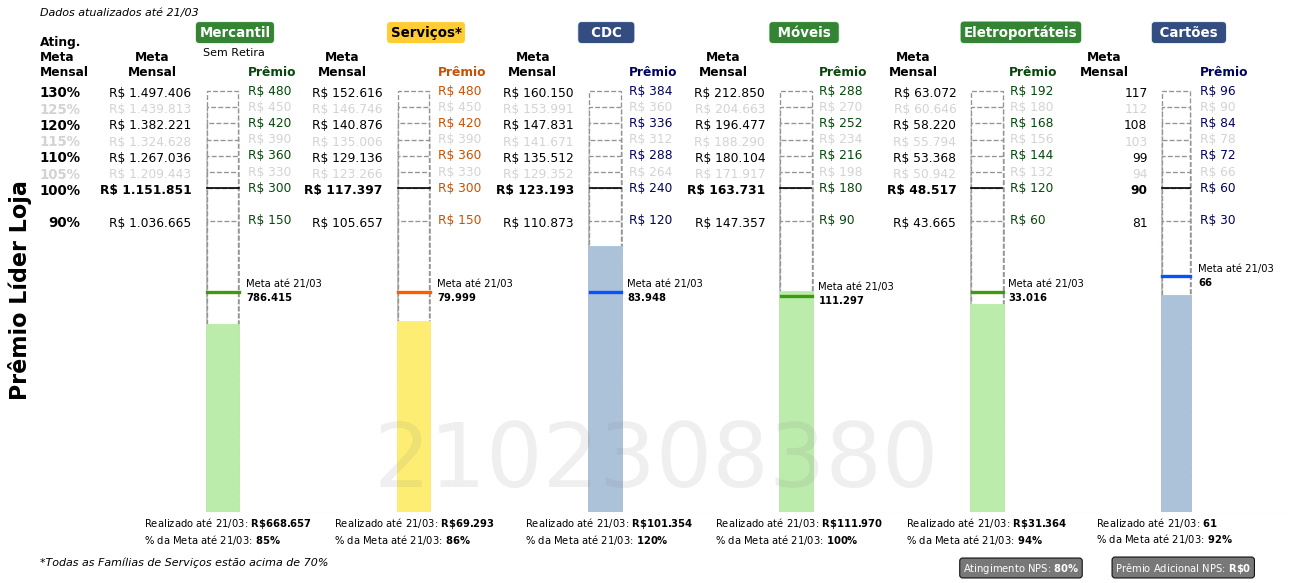 Dados atualizados até 21/03
Mercantil Serviços* CDC Móveis Eletroportáteis Cartões
Sem Retira
Ating. Meta Mensal
Meta Mensal Prêmio Meta Mensal Prêmio Meta Mensal Prêmio Meta Mensal Prêmio Meta Mensal Prêmio Meta Mensal Prêmio
130% R$ 1.497.406 R$ 480 R$ 152.616 R$ 480 R$ 160.150 R$ 384 R$ 212.850 R$ 288 R$ 63.072 R$ 192 117 R$ 96
125% R$ 1.439.813 R$ 450 R$ 146.746 R$ 450 R$ 153.991 R$ 360 R$ 204.663 R$ 270 R$ 60.646 R$ 180 112 R$ 90
120% R$ 1.382.221 R$ 420 R$ 140.876 R$ 420 R$ 147.831 R$ 336 R$ 196.477 R$ 252 R$ 58.220 R$ 168 108 R$ 84
115% R$ 1.324.628 R$ 390 R$ 135.006 R$ 390 R$ 141.671 R$ 312 R$ 188.290 R$ 234 R$ 55.794 R$ 156 103 R$ 78
110% R$ 1.267.036 R$ 360 R$ 129.136 R$ 360 R$ 135.512 R$ 288 R$ 180.104 R$ 216 R$ 53.368 R$ 144 99 R$ 72
105% R$ 1.209.443 R$ 330 R$ 123.266 R$ 330 R$ 129.352 R$ 264 R$ 171.917 R$ 198 R$ 50.942 R$ 132 94 R$ 66
100% R$ 1.151.851 R$ 300 R$ 117.397 R$ 300 R$ 123.193 R$ 240 R$ 163.731 R$ 180 R$ 48.517 R$ 120 90 R$ 60
90% R$ 1.036.665 R$ 150 R$ 105.657 R$ 150 R$ 110.873 R$ 120 R$ 147.357 R$ 90 R$ 43.665 R$ 60 81 R$ 30
Prêmio Líder Loja
Meta até 21/03 Meta até 21/03 Meta até 21/03 Meta até 21/03 Meta até 21/03 Meta até 21/03
786.415 79.999 83.948 111.297 33.016 66
2102308380
Realizado até 21/03: R$668.657 Realizado até 21/03: R$69.293 Realizado até 21/03: R$101.354 Realizado até 21/03: R$111.970 Realizado até 21/03: R$31.364 Realizado até 21/03: 61
% da Meta até 21/03: 85% % da Meta até 21/03: 86% % da Meta até 21/03: 120% % da Meta até 21/03: 100% % da Meta até 21/03: 94% % da Meta até 21/03: 92%
*Todas as Famílias de Serviços estão acima de 70%
Atingimento NPS: 80% Prêmio Adicional NPS: R$0